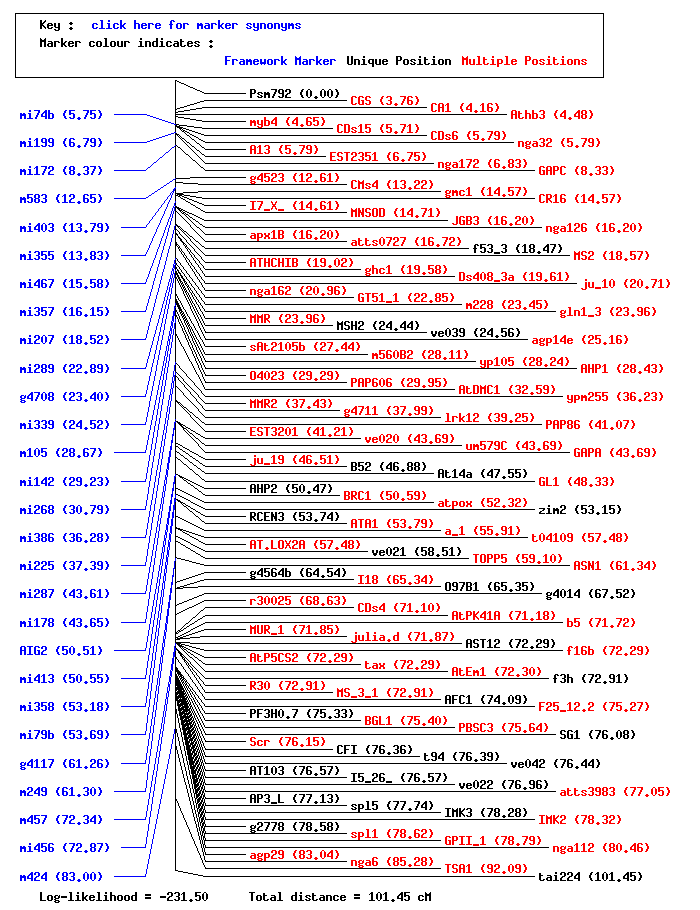 Key : click here for marker synonyms
Marker colour indicates :
Framework Marker Unique Position Multiple Positions
mi74b (5.75)
mi199 (6.79)
mi172 (8.37)
m583 (12.65)
mi403 (13.79)
mi355 (13.83)
mi467 (15.58)
mi357 (16.15)
mi207 (18.52)
mi289 (22.89)
g4708 (23.40)
mi339 (24.52)
m105 (28.67)
mi142 (29.23)
mi268 (30.79)
mi386 (36.28)
mi225 (37.39)
mi287 (43.61)
mi178 (43.65)
AIG2 (50.51)
mi413 (50.55)
mi358 (53.18)
mi79b (53.69)
g4117 (61.26)
m249 (61.30)
m457 (72.34)
mi456 (72.87)
m424 (83.00)
Psm792 (0.00)
CGS (3.76)
CA1 (4.16)
Athb3 (4.48)
myb4 (4.65)
CDs15 (5.71)
CDs6 (5.79)
nga32 (5.79)
A13 (5.79)
EST2351 (6.75)
nga172 (6.83)
GAPC (8.33)
g4523 (12.61)
CMs4 (13.22)
gmc1 (14.57)
CR16 (14.57)
I7_X_ (14.61)
MNSOD (14.71)
JGB3 (16.20)
nga126 (16.20)
apx1B (16.20)
atts0727 (16.72)
f53_3 (18.47)
MS2 (18.57)
ATHCHIB (19.02)
ghc1 (19.58)
Ds408_3a (19.61)
ju_10 (20.71)
nga162 (20.96)
GT51_1 (22.85)
m228 (23.45)
gln1_3 (23.96)
MMR (23.96)
MSH2 (24.44)
ve039 (24.56)
agp14e (25.16)
sAt2105b (27.44)
m560B2 (28.11)
yp105 (28.24)
AHP1 (28.43)
O4023 (29.29)
PAP606 (29.95)
AtDMC1 (32.59)
ypm255 (36.23)
MMR2 (37.43)
g4711 (37.99)
lrk12 (39.25)
PAP86 (41.07)
EST3201 (41.21)
ve020 (43.69)
um579C (43.69)
GAPA (43.69)
ju_19 (46.51)
B52 (46.88)
At14a (47.55)
GL1 (48.33)
AHP2 (50.47)
BRC1 (50.59)
atpox (52.32)
zim2 (53.15)
RCEN3 (53.74)
ATA1 (53.79)
a_1 (55.91)
t04109 (57.48)
AT.LOX2A (57.48)
ve021 (58.51)
TOPP5 (59.10)
ASN1 (61.34)
g4564b (64.54)
I18 (65.34)
O97B1 (65.35)
g4014 (67.52)
r30025 (68.63)
CDs4 (71.10)
AtPK41A (71.18)
b5 (71.72)
MUR_1 (71.85)
julia.d (71.87)
AST12 (72.29)
f16b (72.29)
AtP5CS2 (72.29)
tax (72.29)
AtEm1 (72.30)
f3h (72.91)
R30 (72.91)
MS_3_1 (72.91)
AFC1 (74.09)
F25_12.2 (75.27)
PF3H0.7 (75.33)
BGL1 (75.40)
PBSC3 (75.64)
SG1 (76.08)
Scr (76.15)
CFI (76.36)
t94 (76.39)
ve042 (76.44)
AT103 (76.57)
I5_26_ (76.57)
ve022 (76.96)
atts3983 (77.05)
AP3_L (77.13)
spl5 (77.74)
IMK3 (78.28)
IMK2 (78.32)
g2778 (78.58)
spl1 (78.62)
GPII_1 (78.79)
nga112 (80.46)
agp29 (83.04)
nga6 (85.28)
TSA1 (92.09)
tai224 (101.45)
Log-likelihood = -231.50 Total distance = 101.45 cM